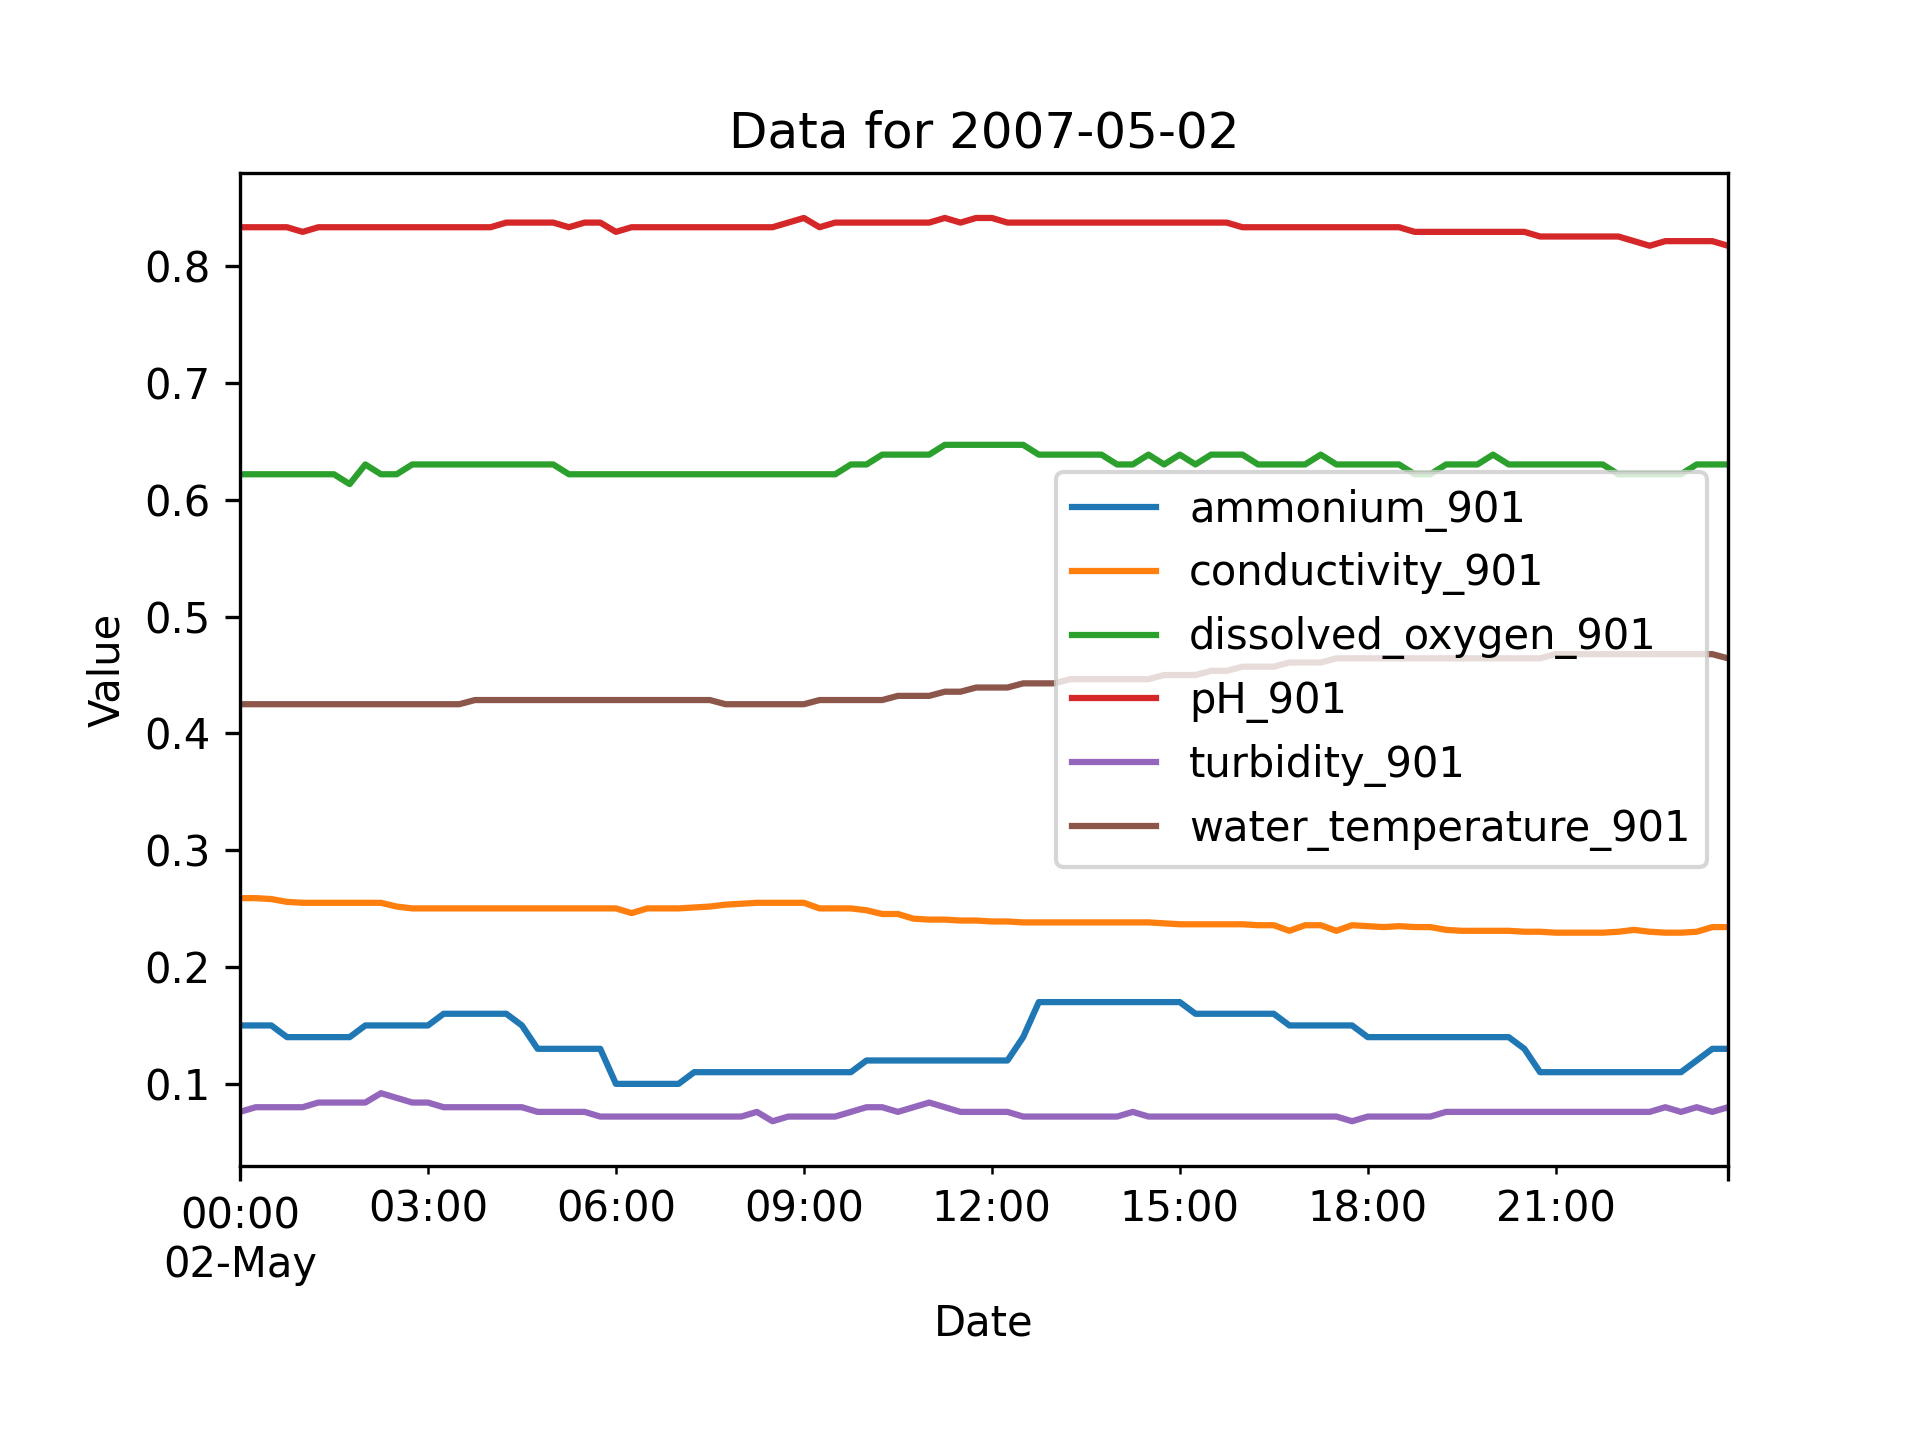 Data for 2007-05-02
Value
0.8
0.7
0.6
0.5
0.4
0.3
0.2
0.1
ammonium_901
conductivity_901
dissolved_oxygen_901
pH_901
turbidity_901
water_temperature_901
00:00 03:00 06:00 09:00 12:00 15:00 18:00 21:00
02-May
Date